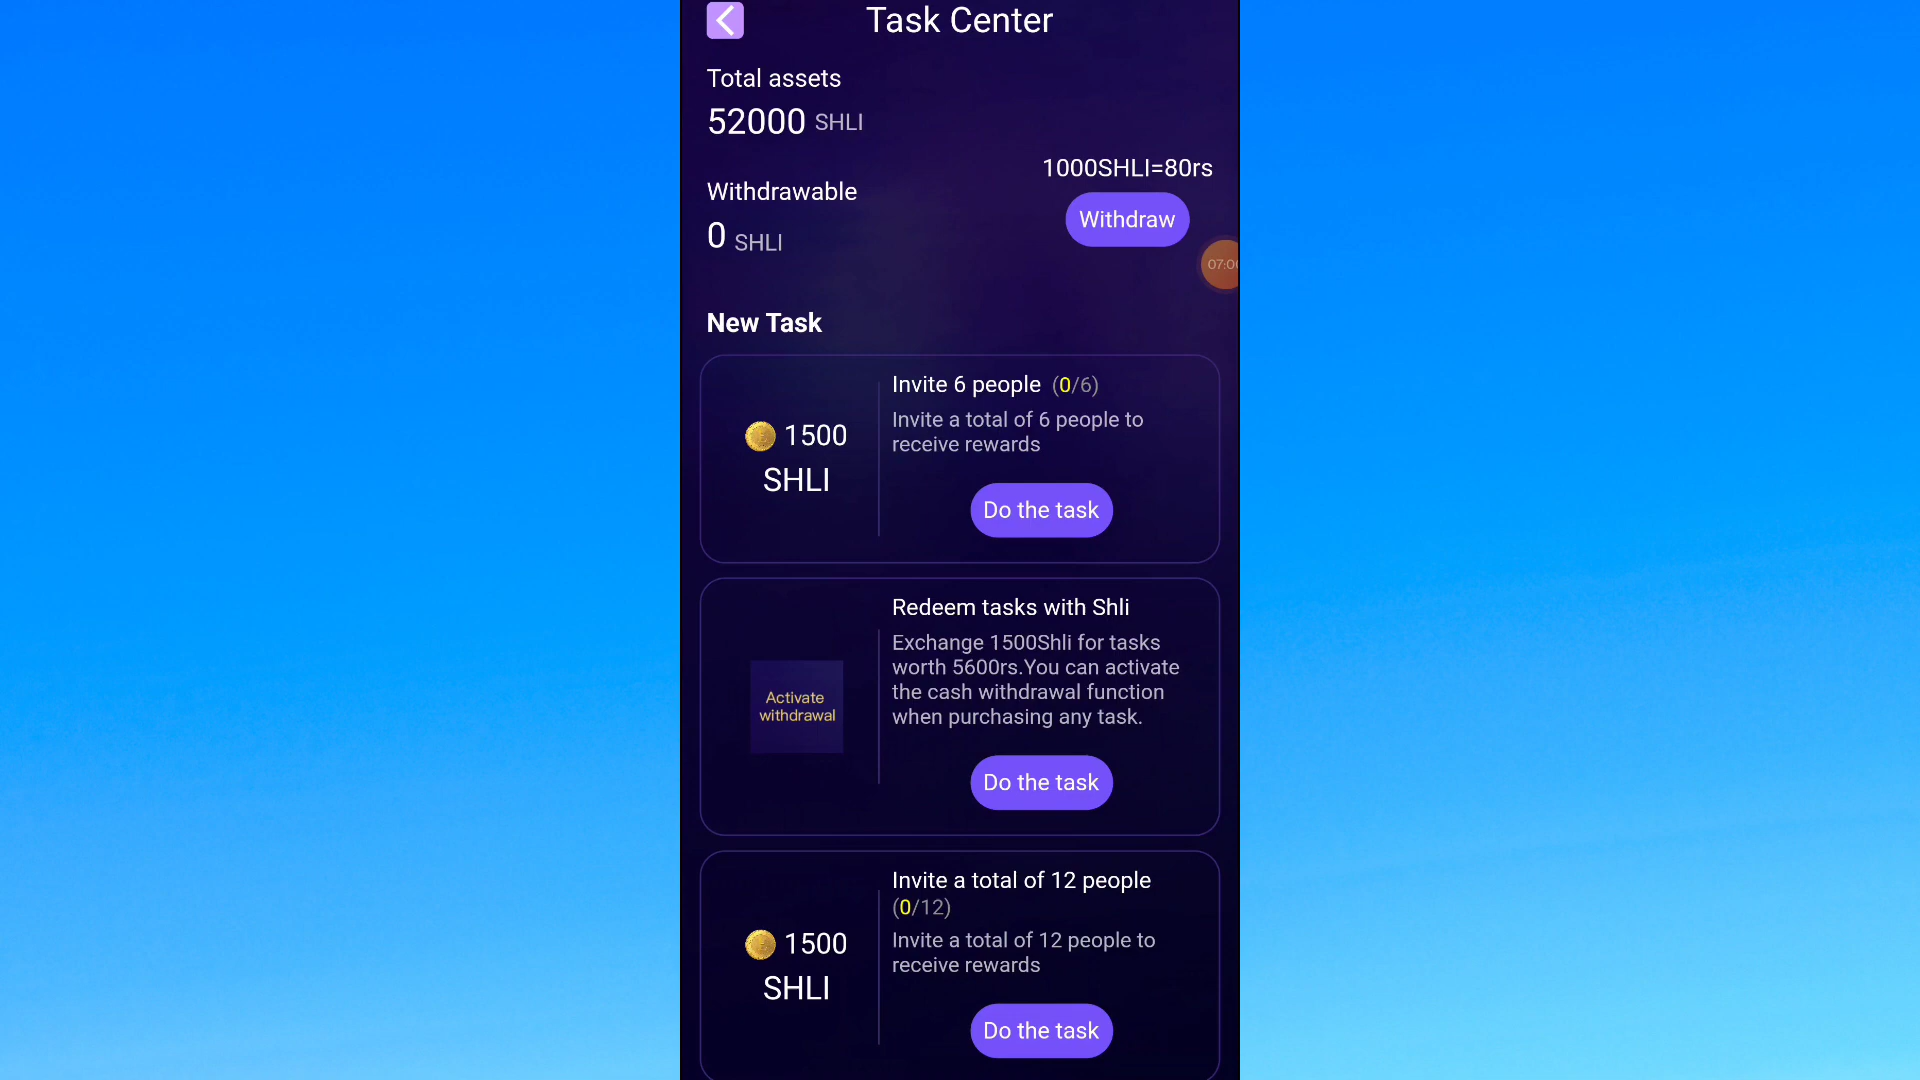 Task Center
Total assets
52000 SHLI
1000SHLI=80rs
Withdrawable
Withdraw
0 SHLI
New Task
Invite 6 people (0/6)
Invite a total of 6 people to
receive rewards
1500
SHLI
Do the task
Redeem tasks with Shli
Exchange 1500Shli for tasks
worth 5600rs.You can activate
the cash withdrawal function
when purchasing any task.
Activate
withdrawal
Do the task
Invite a total of 12 people
(0/12)
Invite a total of 12 people to
receive rewards
1500
SHLI
Do the task